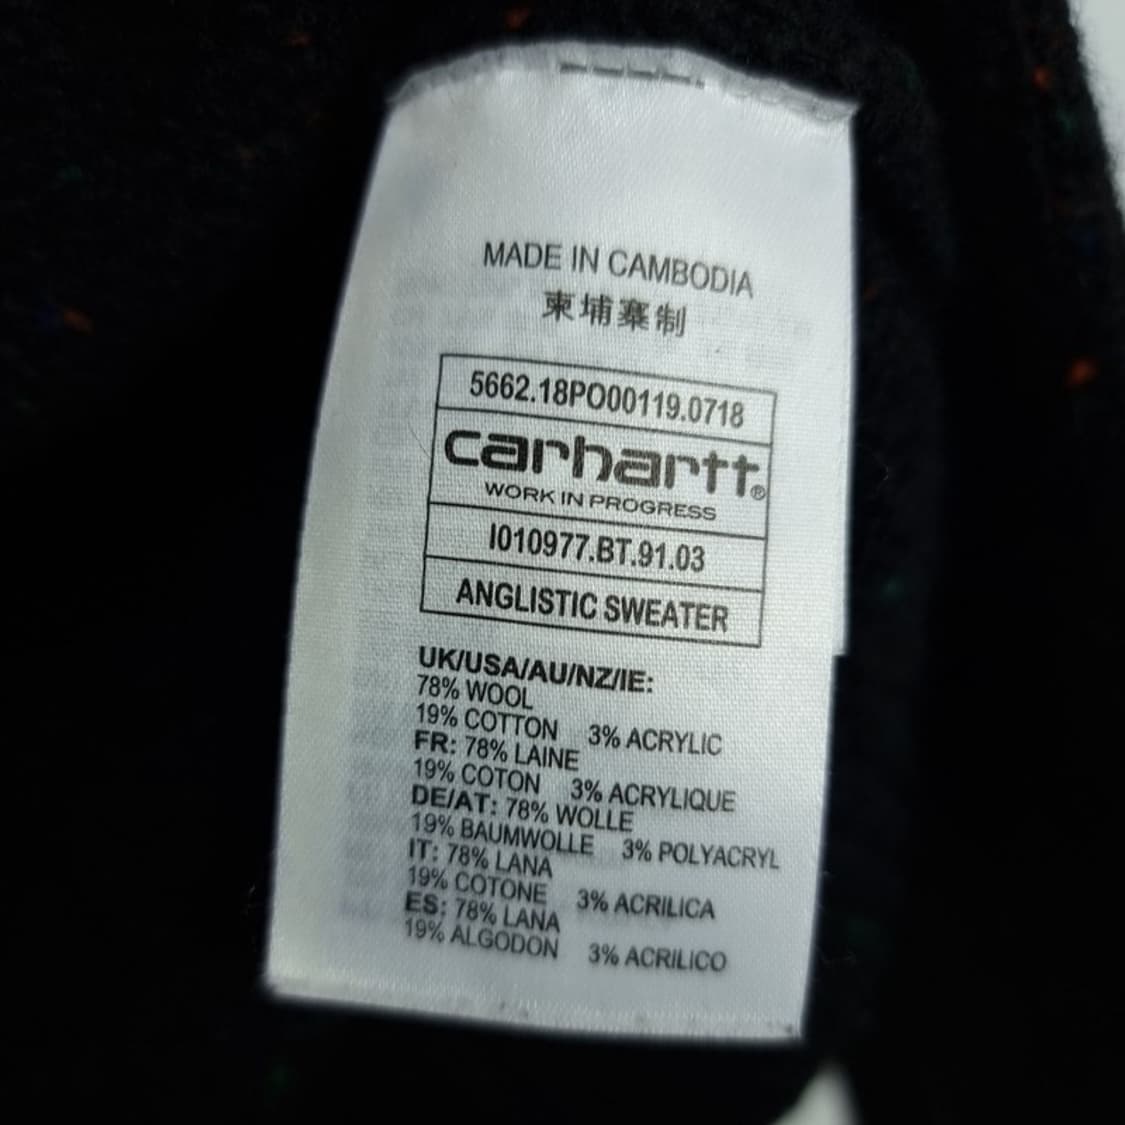 MADE IN CAMBODIA
柬埔寨制
5662.18PO00119.0718
carhartt®
WORK IN PROGRESS
I010977.BT.91.03
ANGLISTIC SWEATER
UK/USA/AU/NZ/IE:
78% WOOL
19% COTTON 3% ACRYLIC
FR: 78% LAINE
19% COTON 3% ACRYLIQUE
DE/AT: 78% WOLLE
19% BAUMWOLLE 3% POLYACRYL
IT: 78% LANA
19% COTONE 3% ACRILICA
ES: 78% LANA
19% ALGODON 3% ACRILICO